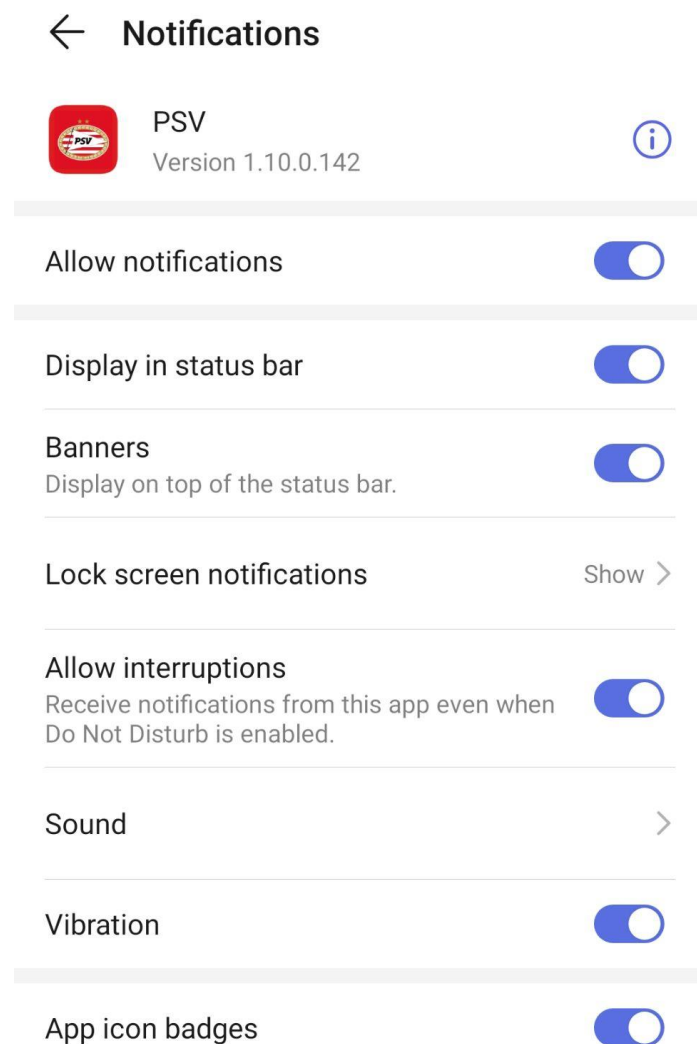 Notifications
PSV
PSV
Version 1.10.0.142
Allow notifications
Display in status bar
Banners
Display on top of the status bar.
Lock screen notifications
Show
Allow interruptions
Receive notifications from this app even when
Do Not Disturb is enabled.
Sound
Vibration
App icon badges